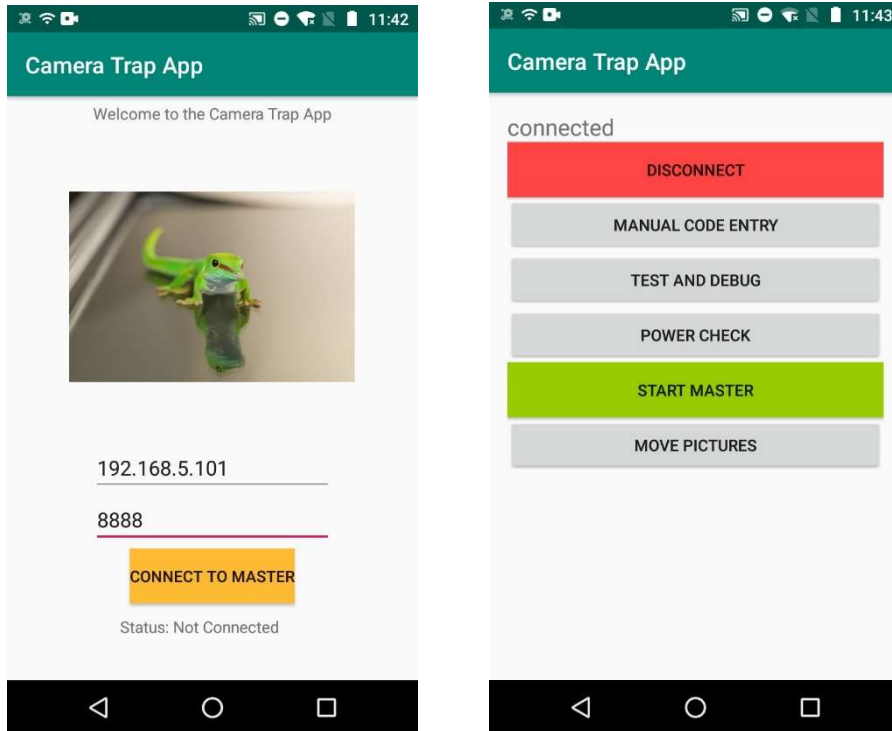 11:42
Camera Trap App
Welcome to the Camera Trap App
192.168.5.101
8888
CONNECT TO MASTER
Status: Not Connected
11:43
Camera Trap App
connected
DISCONNECT
MANUAL CODE ENTRY
TEST AND DEBUG
POWER CHECK
START MASTER
MOVE PICTURES